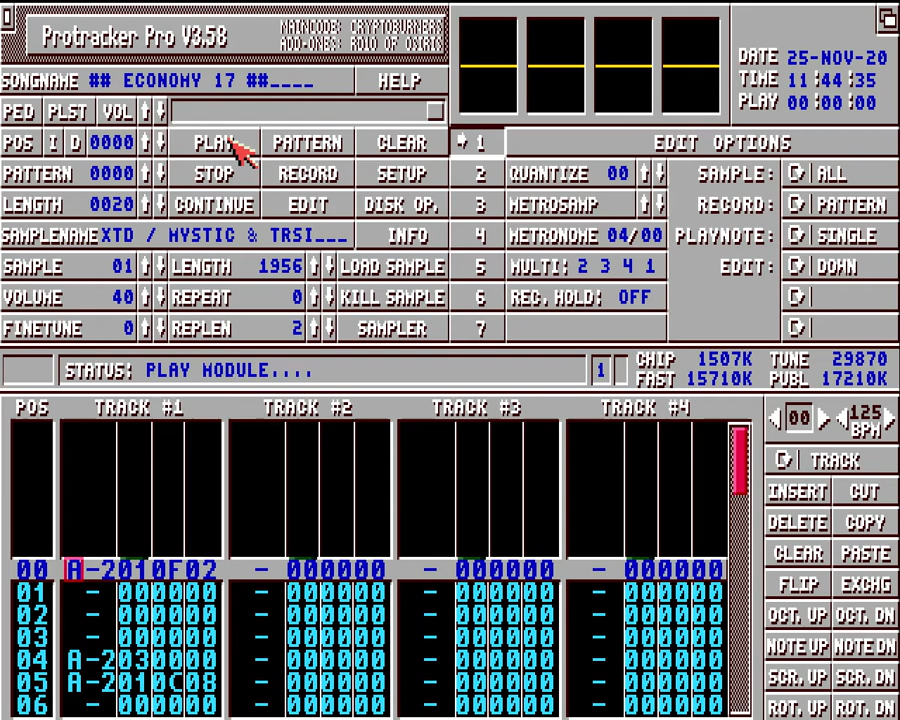 Protracker Pro V3.58
MAINCODE: CRYPTOBURNERS
ADD-ONES: BOLO OF OSIRIS
DATE 25-NOV-20
TIME 11:44:35
PLAY 00:00:00
SONGNAME ## ECONOMY 17 ##____ HELP
PED PLST VOL
POS I D 0000 PLAY PATTERN CLEAR 1 EDIT OPTIONS
PATTERN 0000 STOP RECORD SETUP 2 QUANTIZE 00 SAMPLE: ALL
LENGTH 0020 CONTINUE EDIT DISK OP. 3 METROSAMP RECORD: PATTERN
SAMPLENAME XTD / MYSTIC & TRSI___ INFO 4 METRONOME 04/00 PLAYNOTE: SINGLE
SAMPLE 01 LENGTH 1956 LOAD SAMPLE 5 MULTI: 2 3 4 1 EDIT: DOWN
VOLUME 40 REPEAT 0 KILL SAMPLE 6 REC. HOLD: OFF
FINETUNE 0 REPLEN 2 SAMPLER 7
STATUS: PLAY MODULE.... 1 CHIP 1507K TUNE 29870
FAST 15710K PUBL 17210K
POS TRACK #1 TRACK #2 TRACK #3 TRACK #4
00 125 BPM
TRACK
INSERT CUT
DELETE COPY
CLEAR PASTE
FLIP EXCHG
OCT. UP OCT. DN
NOTE UP NOTE DN
SCR. UP SCR. DN
ROT. UP ROT. DN
00 A-2010F02 - 000000 - 000000 - 000000
01 - 000000 - 000000 - 000000 - 000000
02 - 000000 - 000000 - 000000 - 000000
03 - 000000 - 000000 - 000000 - 000000
04 A-2030000 - 000000 - 000000 - 000000
05 A-2010C08 - 000000 - 000000 - 000000
06 - 000000 - 000000 - 000000 - 000000